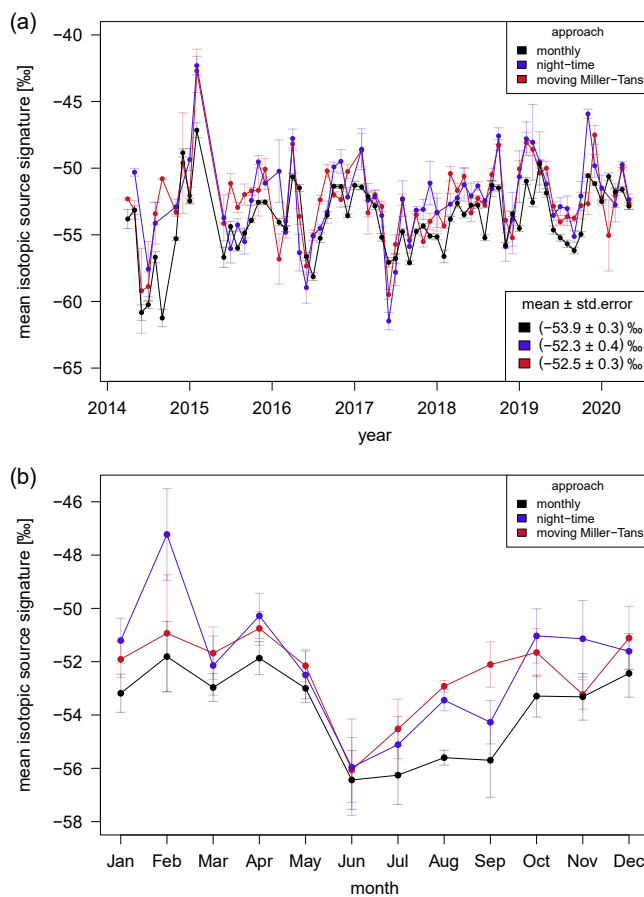 (a)
approach
monthly
night−time
moving Miller−Tans
−40
−45
−50
−55
−60
−65
mean isotopic source signature [‰]
mean ± std.error
(−53.9 ± 0.3) ‰
(−52.3 ± 0.4) ‰
(−52.5 ± 0.3) ‰
2014 2015 2016 2017 2018 2019 2020
year
(b)
approach
monthly
night−time
moving Miller−Tans
−46
−48
−50
−52
−54
−56
−58
mean isotopic source signature [‰]
Jan Feb Mar Apr May Jun Jul Aug Sep Oct Nov Dec
month